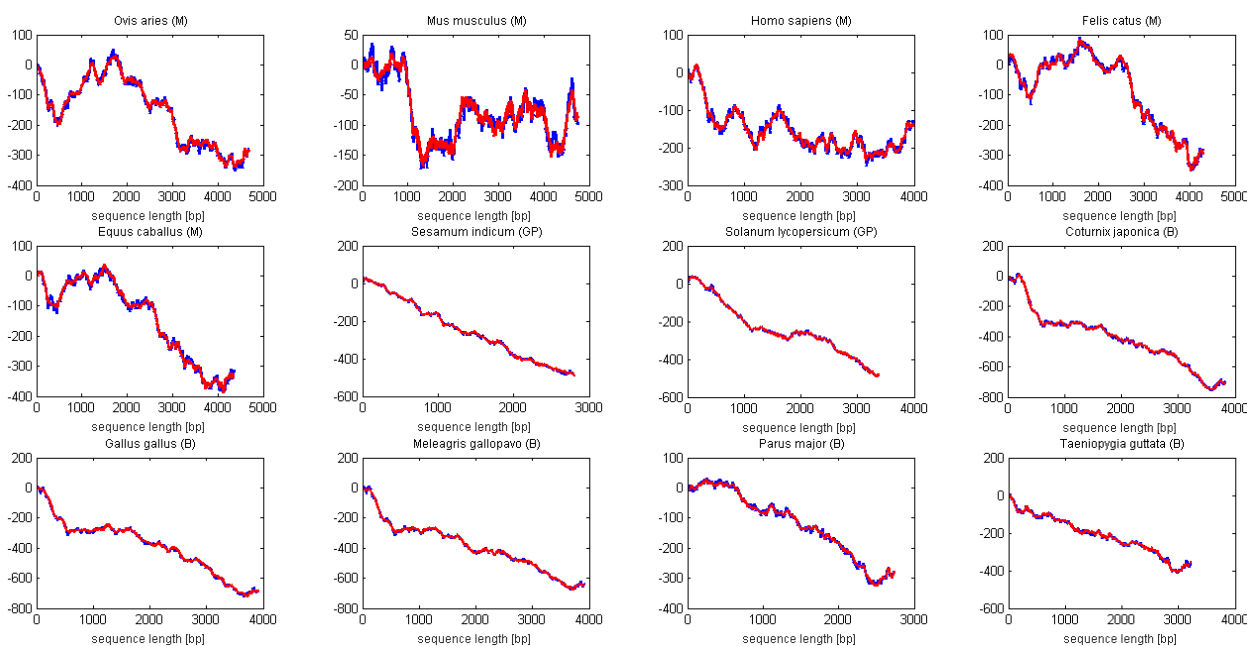 Ovis aries (M)
100
0
-100
-200
-300
-400
0 1000 2000 3000 4000 5000
sequence length [bp]
Mus musculus (M)
50
0
-50
-100
-150
-200
0 1000 2000 3000 4000 5000
sequence length [bp]
Homo sapiens (M)
100
0
-100
-200
-300
0 1000 2000 3000 4000
sequence length [bp]
Felis catus (M)
100
0
-100
-200
-300
-400
0 1000 2000 3000 4000 5000
sequence length [bp]
Equus caballus (M)
100
0
-100
-200
-300
-400
0 1000 2000 3000 4000 5000
sequence length [bp]
Sesamum indicum (GP)
200
0
-200
-400
-600
0 1000 2000 3000
sequence length [bp]
Solanum lycopersicum (GP)
200
0
-200
-400
-600
0 1000 2000 3000 4000
sequence length [bp]
Coturnix japonica (B)
200
0
-200
-400
-600
-800
0 1000 2000 3000 4000
sequence length [bp]
Gallus gallus (B)
200
0
-200
-400
-600
-800
0 1000 2000 3000 4000
sequence length [bp]
Meleagris gallopavo (B)
200
0
-200
-400
-600
-800
0 1000 2000 3000 4000
sequence length [bp]
Parus major (B)
100
0
-100
-200
-300
-400
0 1000 2000 3000
sequence length [bp]
Taeniopygia guttata (B)
200
0
-200
-400
-600
0 1000 2000 3000 4000
sequence length [bp]